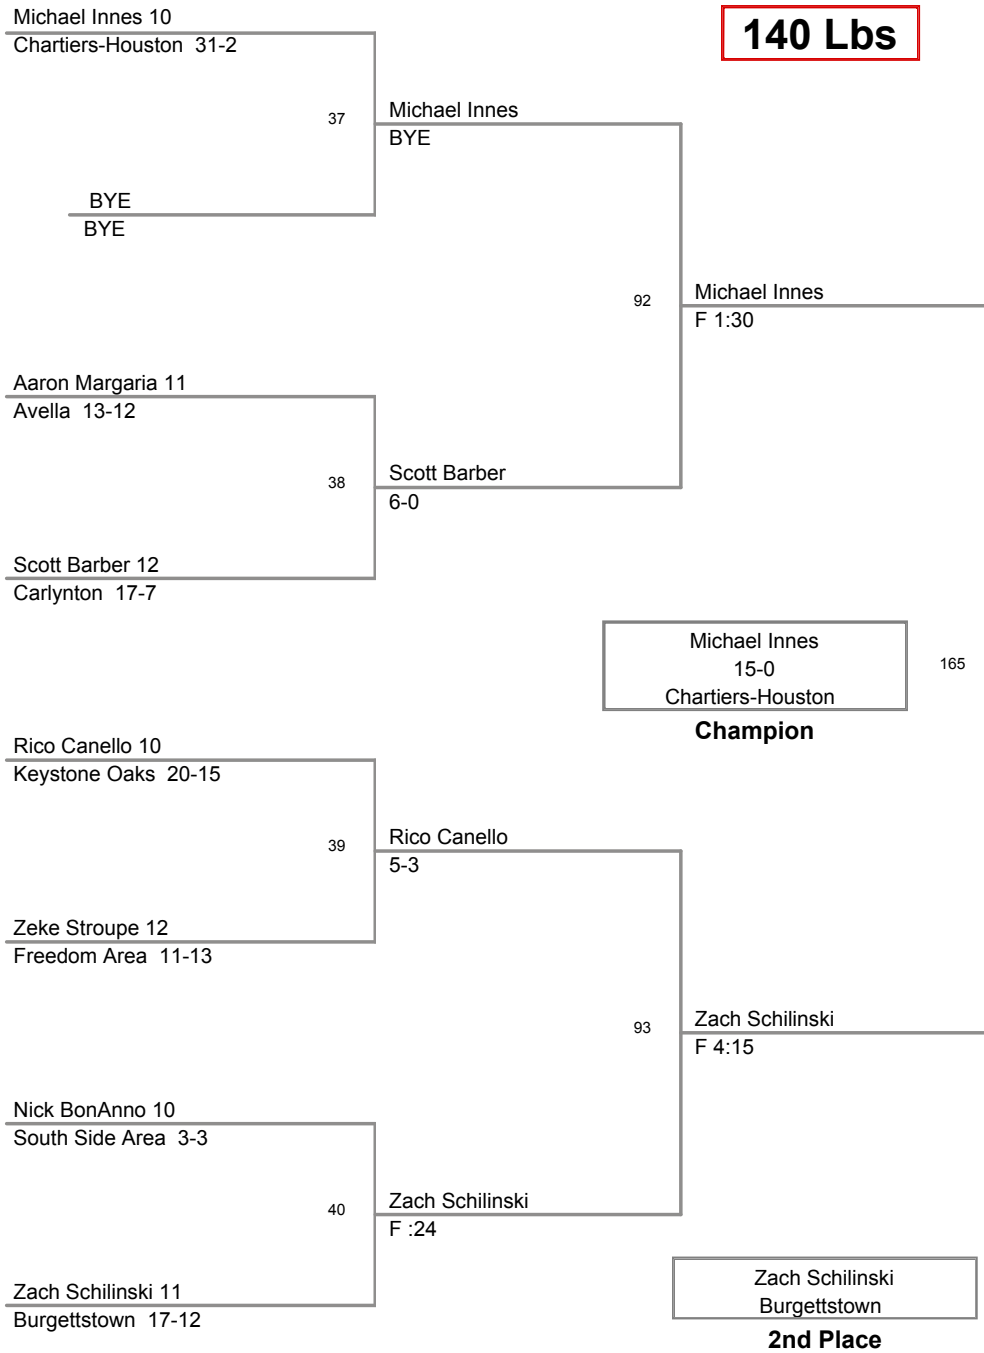 Michael Innes 10
140 Lbs
Chartiers-Houston 31-2
37
Michael Innes
BYE
BYE
BYE
92
Michael Innes
F 1:30
Aaron Margaria 11
Avella 13-12
38
Scott Barber
6-0
Scott Barber 12
Carlynton 17-7
Michael Innes
15-0
Chartiers-Houston
165
Champion
Rico Canello 10
Keystone Oaks 20-15
39
Rico Canello
5-3
Zeke Stroupe 12
Freedom Area 11-13
93
Zach Schilinski
F 4:15
Nick BonAnno 10
South Side Area 3-3
40
Zach Schilinski
F :24
Zach Schilinski 11
Burgettstown 17-12
Zach Schilinski
Burgettstown
2nd Place